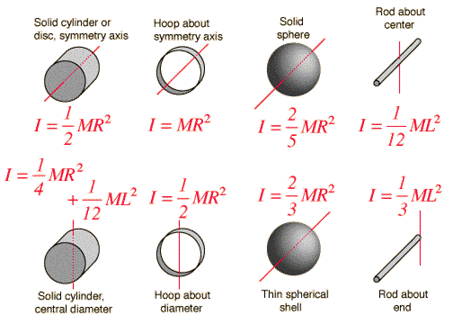 Solid cylinder or
disc, symmetry axis
Hoop about
symmetry axis
Solid
sphere
Rod about
center
I = 1/2 MR²
I = MR²
I = 2/5 MR²
I = 1/12 ML²
I = 1/4 MR²
+ 1/12 ML²
I = 1/2 MR²
I = 2/3 MR²
I = 1/3 ML²
Solid cylinder,
central diameter
Hoop about
diameter
Thin spherical
shell
Rod about
end